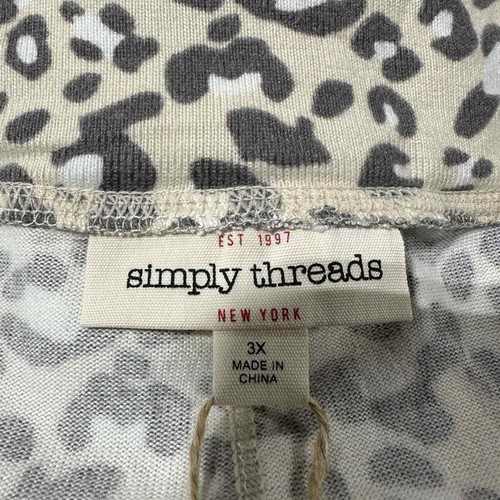 EST 1997
simply threads
NEW YORK
3X
MADE IN
CHINA